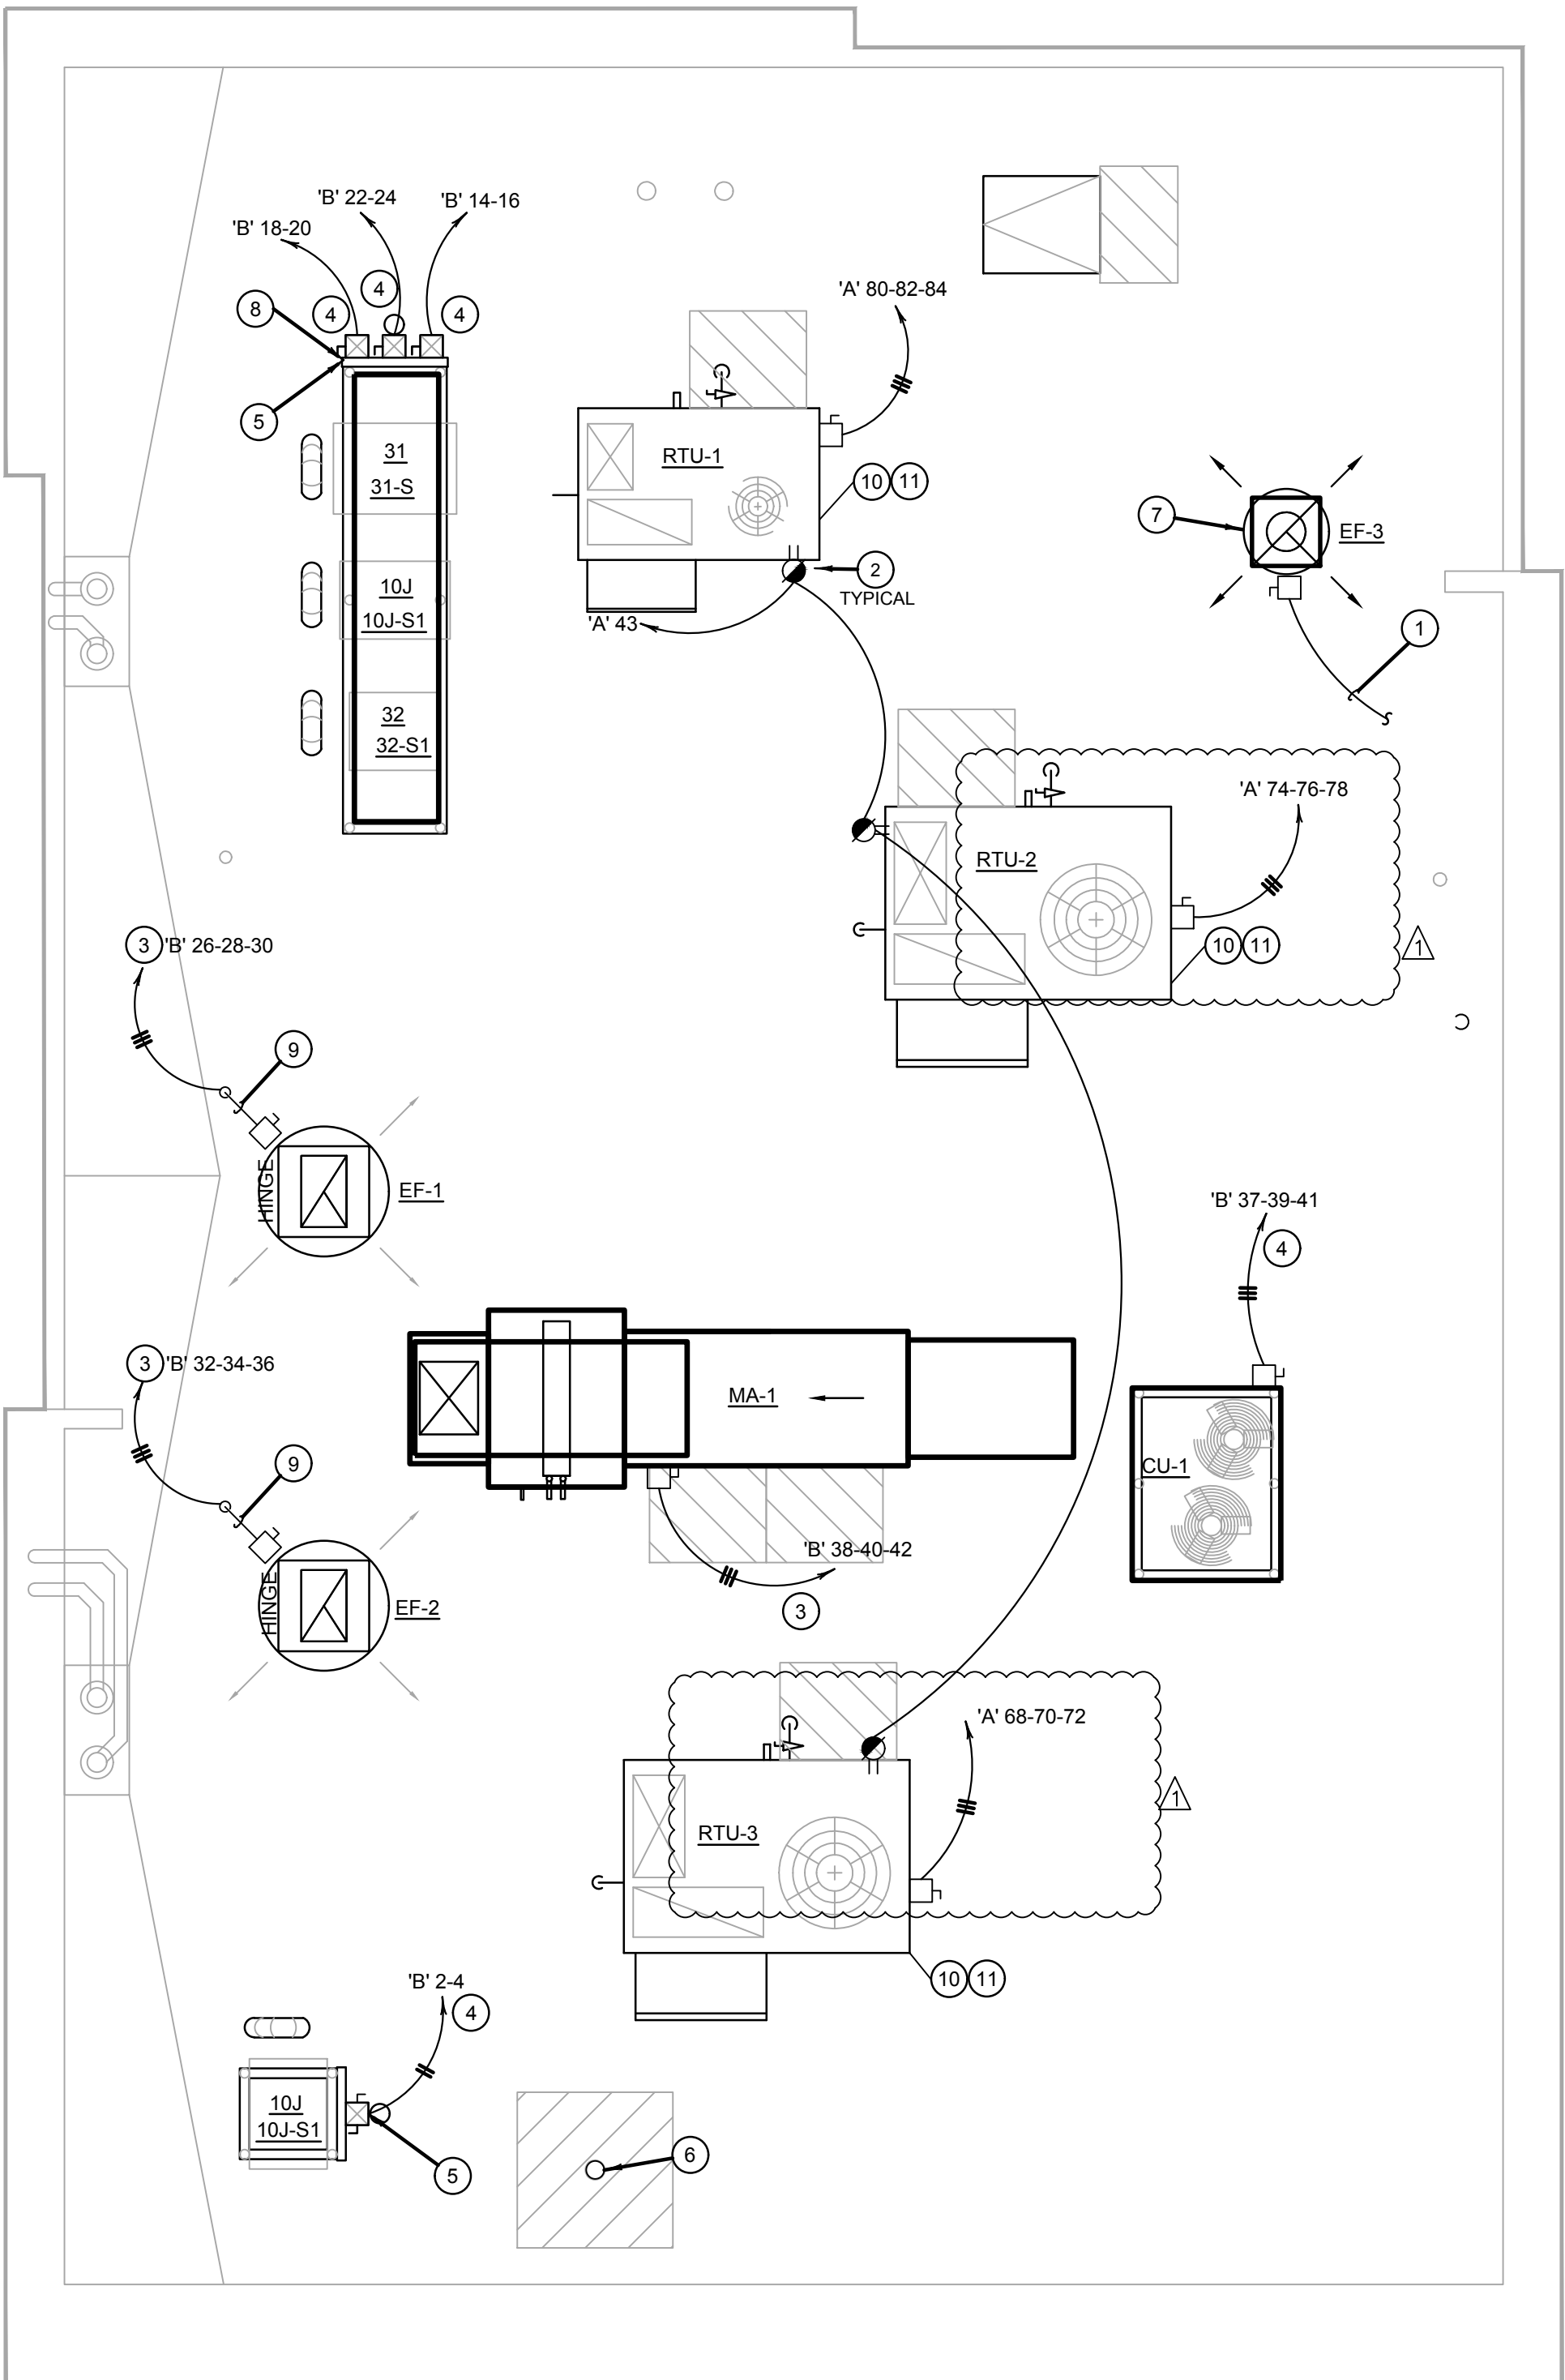 'B' 22-24
'B' 14-16
'B' 18-20
4
8
4
4
'A' 80-82-84
5
31
31-S
RTU-1
10 11
7
EF-3
2
TYPICAL
10J
10J-S1
'A' 43
1
32
32-S1
'A' 74-76-78
RTU-2
3 'B' 26-28-30
10 11
1
9
HINGE
EF-1
'B' 37-39-41
4
3 'B' 32-34-36
MA-1
9
CU-1
'B' 38-40-42
HINGE
EF-2
3
'A' 68-70-72
1
RTU-3
10 11
'B' 2-4
4
10J
10J-S1
6
5